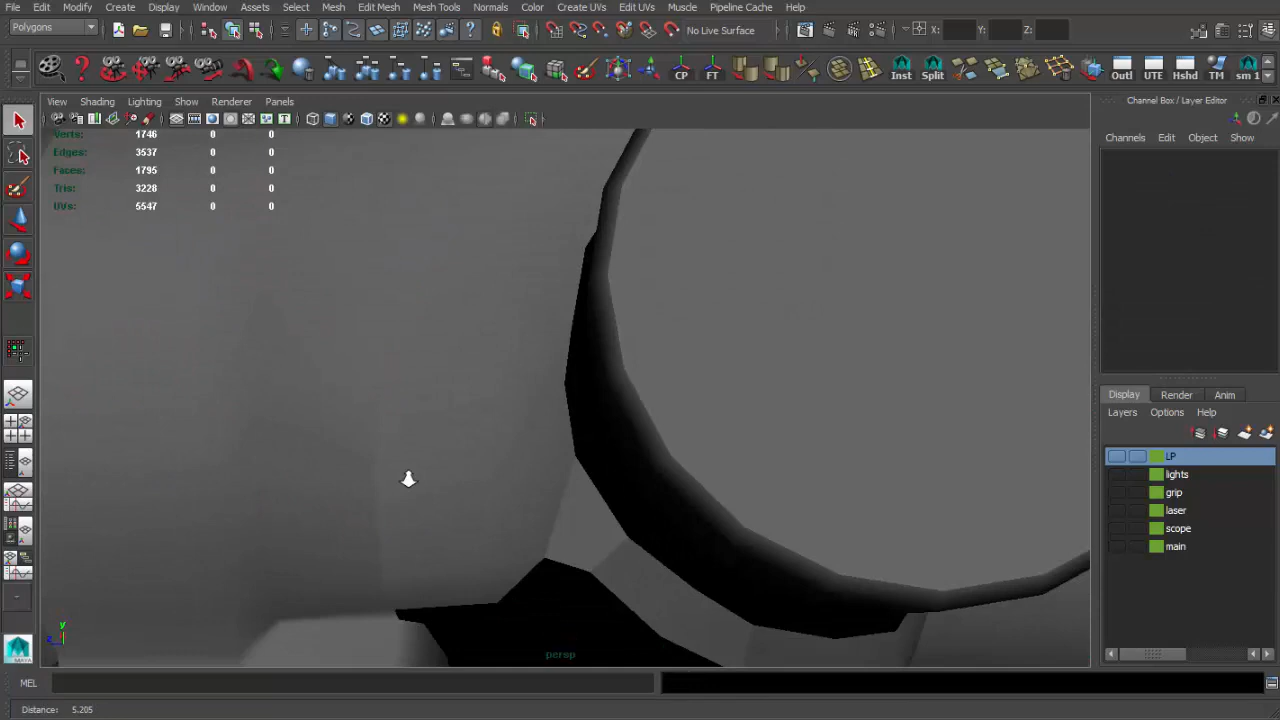 File Edit Modify Create Display Window Assets Select Mesh Edit Mesh Mesh Tools Normals Color Create UVs Edit UVs Muscle Pipeline Cache Help
Polygons No Live Surface X: Y: Z:
CP FT Inst Split Outl UTE Hshd TM sm 1
View Shading Lighting Show Renderer Panels
Channel Box / Layer Editor
Channels Edit Object Show
Verts: 1746 0 0
Edges: 3537 0 0
Faces: 1795 0 0
Tris: 3228 0 0
UVs: 5547 0 0
Display Render Anim
Layers Options Help
LP
lights
grip
laser
scope
main
y
persp
MAYA
MEL
Distance: 5.205